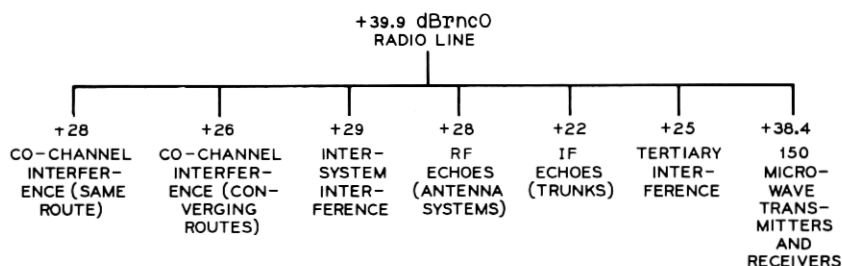 +39.9 dBrnc0
RADIO LINE
+28
CO-CHANNEL
INTERFER-
ENCE (SAME
ROUTE)
+26
CO-CHANNEL
INTERFER-
ENCE (CON-
VERGING
ROUTES)
+29
INTER-
SYSTEM
INTER-
FERENCE
+28
RF
ECHOES
(ANTENNA
SYSTEMS)
+22
IF
ECHOES
(TRUNKS)
+25
TERTIARY
INTER-
FERENCE
+38.4
150
MICRO-
WAVE
TRANS-
MITTERS
AND
RECEIVERS